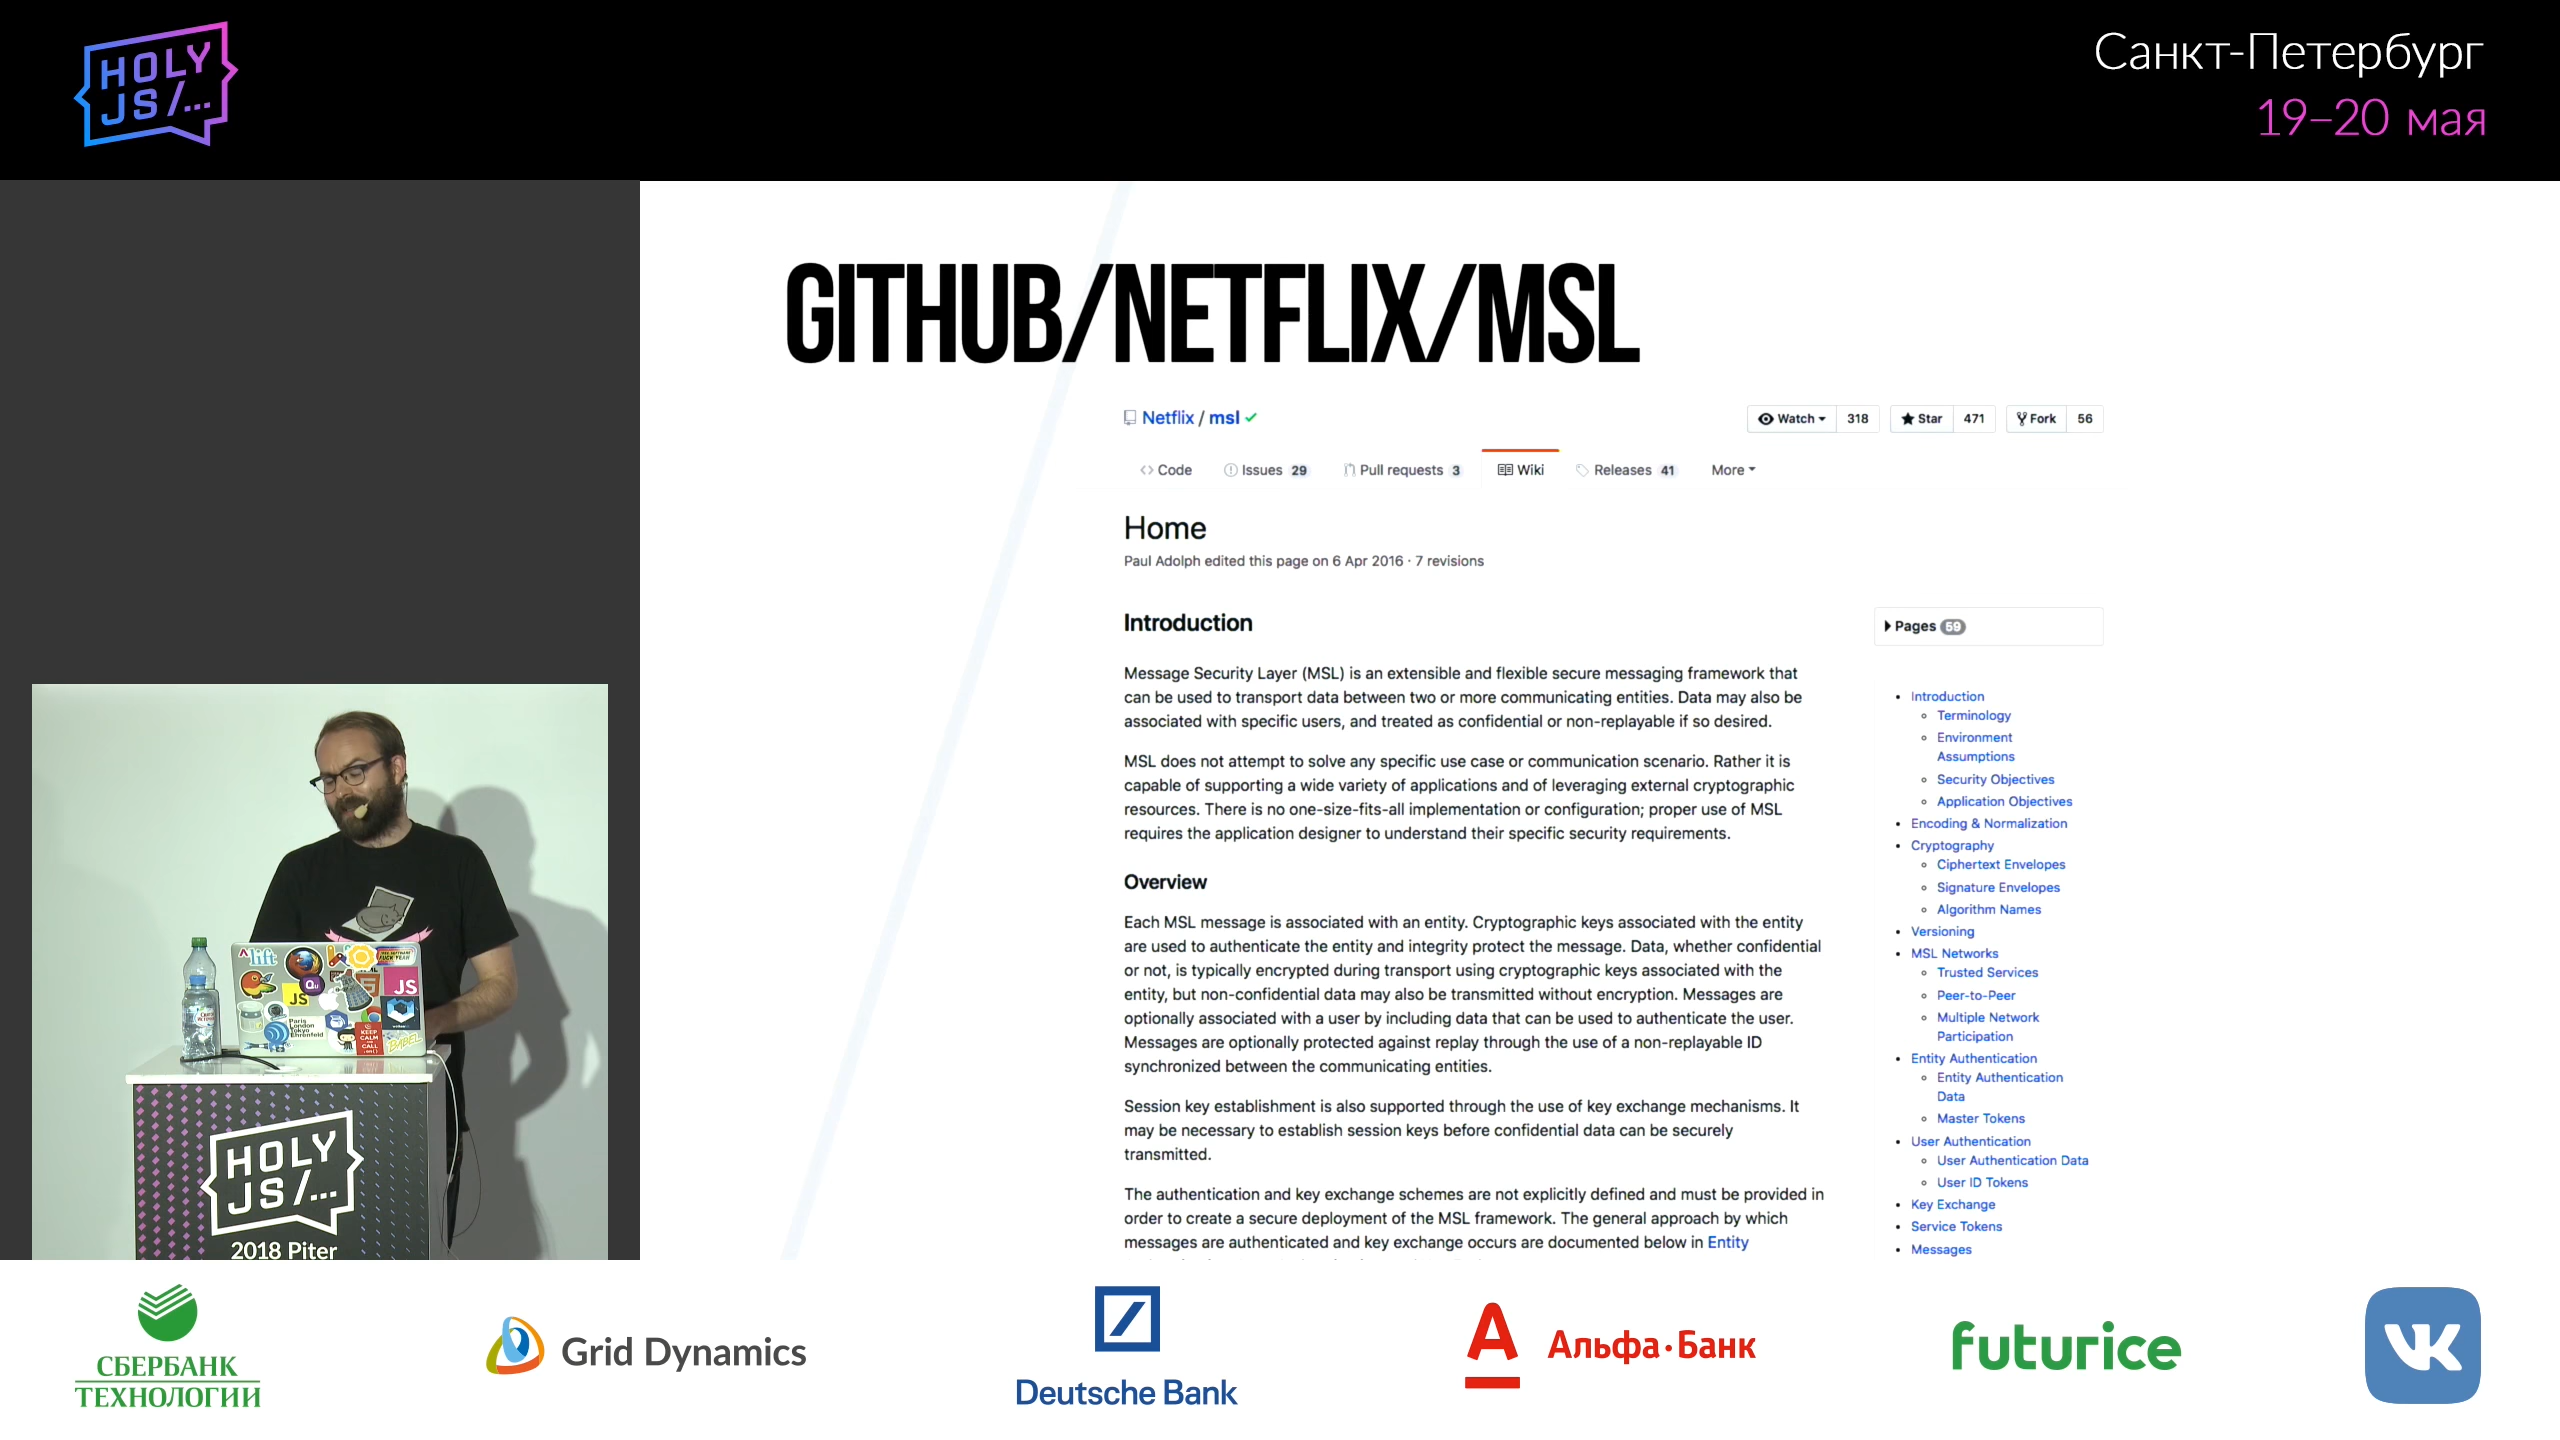 HOLY
JS/...
Санкт-Петербург
19–20 мая
GITHUB/NETFLIX/MSL
Netflix / msl
Watch 318
Star 471
Fork 56
Code
Issues 29
Pull requests 3
Wiki
Releases 41
More
Home
Paul Adolph edited this page on 6 Apr 2016 · 7 revisions
Introduction
Message Security Layer (MSL) is an extensible and flexible secure messaging framework that
can be used to transport data between two or more communicating entities. Data may also be
associated with specific users, and treated as confidential or non-replayable if so desired.
MSL does not attempt to solve any specific use case or communication scenario. Rather it is
capable of supporting a wide variety of applications and of leveraging external cryptographic
resources. There is no one-size-fits-all implementation or configuration; proper use of MSL
requires the application designer to understand their specific security requirements.
Overview
Each MSL message is associated with an entity. Cryptographic keys associated with the entity
are used to authenticate the entity and integrity protect the message. Data, whether confidential
or not, is typically encrypted during transport using cryptographic keys associated with the
entity, but non-confidential data may also be transmitted without encryption. Messages are
optionally associated with a user by including data that can be used to authenticate the user.
Messages are optionally protected against replay through the use of a non-replayable ID
synchronized between the communicating entities.
Session key establishment is also supported through the use of key exchange mechanisms. It
may be necessary to establish session keys before confidential data can be securely
transmitted.
The authentication and key exchange schemes are not explicitly defined and must be provided in
order to create a secure deployment of the MSL framework. The general approach by which
messages are authenticated and key exchange occurs are documented below in Entity
Pages 59
Introduction
Terminology
Environment
Assumptions
Security Objectives
Application Objectives
Encoding & Normalization
Cryptography
Ciphertext Envelopes
Signature Envelopes
Algorithm Names
Versioning
MSL Networks
Trusted Services
Peer-to-Peer
Multiple Network
Participation
Entity Authentication
Entity Authentication
Data
Master Tokens
User Authentication
User Authentication Data
User ID Tokens
Key Exchange
Service Tokens
Messages
lift
JS
Qu
JS
Paris
London
Tokyo
Ehrenfeld
KEEP
CALM
AND
CALL
BABEL
HOLY
JS/...
2018 Piter
СБЕРБАНК
ТЕХНОЛОГИИ
Grid Dynamics
Deutsche Bank
Альфа·Банк
futurice
VK